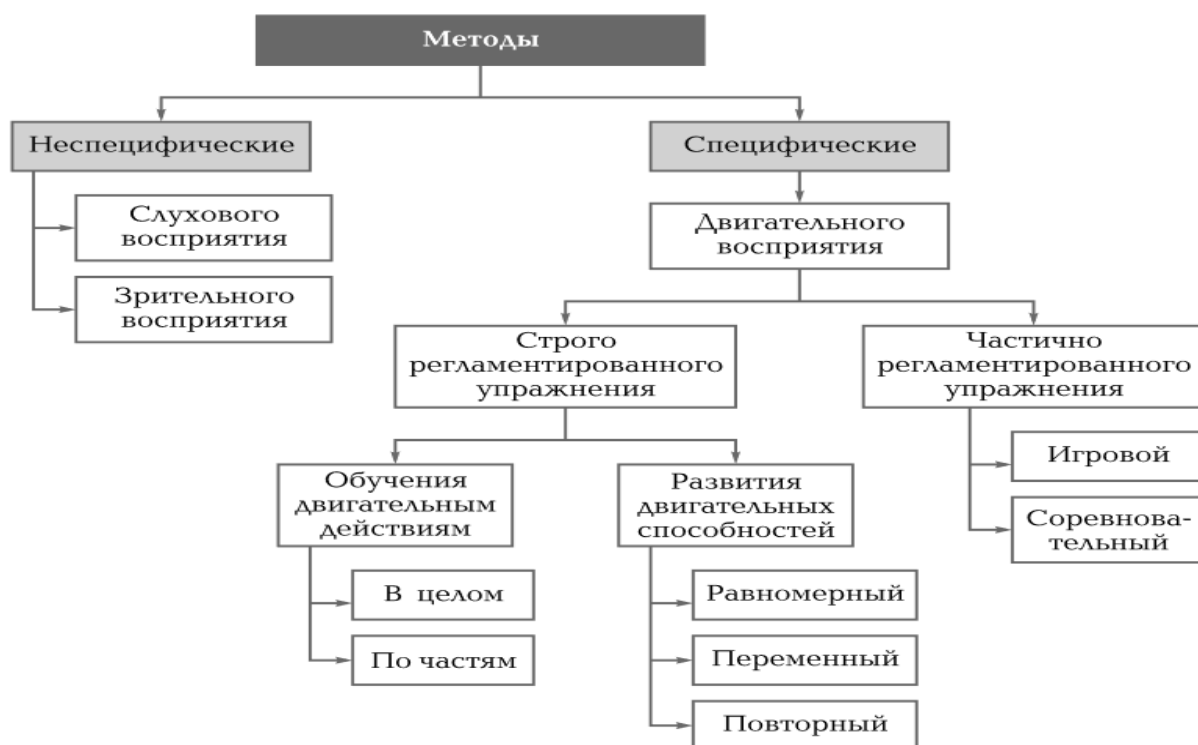 Методы
Неспецифические
Специфические
Слухового
восприятия
Зрительного
восприятия
Двигательного
восприятия
Строго
регламентированного
упражнения
Частично
регламентированного
упражнения
Обучения
двигательным
действиям
Развития
двигательных
способностей
Игровой
Соревнова-
тельный
В целом
По частям
Равномерный
Переменный
Повторный